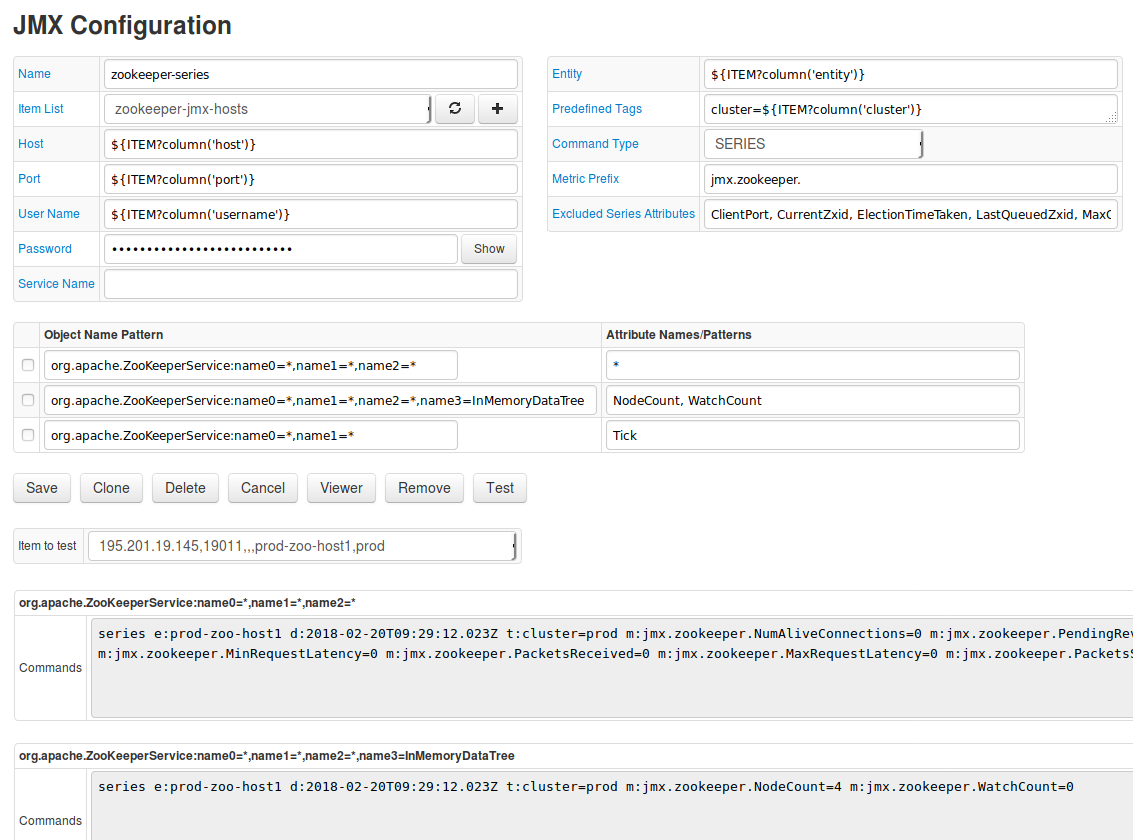 JMX Configuration
Name zookeeper-series
Item List zookeeper-jmx-hosts
Host ${ITEM?column('host')}
Port ${ITEM?column('port')}
User Name ${ITEM?column('username')}
Password •••••••••••••••••••••••••• Show
Service Name
Entity ${ITEM?column('entity')}
Predefined Tags cluster=${ITEM?column('cluster')}
Command Type SERIES
Metric Prefix jmx.zookeeper.
Excluded Series Attributes ClientPort, CurrentZxid, ElectionTimeTaken, LastQueuedZxid,
Object Name Pattern Attribute Names/Patterns
org.apache.ZooKeeperService:name0=*,name1=*,name2=* *
org.apache.ZooKeeperService:name0=*,name1=*,name2=*,name3=InMemoryDataTree NodeCount, WatchCount
org.apache.ZooKeeperService:name0=*,name1=* Tick
Save Clone Delete Cancel Viewer Remove Test
Item to test 195.201.19.145,19011,,,prod-zoo-host1,prod
org.apache.ZooKeeperService:name0=*,name1=*,name2=*
Commands
series e:prod-zoo-host1 d:2018-02-20T09:29:12.023Z t:cluster=prod m:jmx.zookeeper.NumAliveConnections=0
m:jmx.zookeeper.MinRequestLatency=0 m:jmx.zookeeper.PacketsReceived=0 m:jmx.zookeeper.MaxRequestLatency=0
org.apache.ZooKeeperService:name0=*,name1=*,name2=*,name3=InMemoryDataTree
Commands
series e:prod-zoo-host1 d:2018-02-20T09:29:12.023Z t:cluster=prod m:jmx.zookeeper.NodeCount=4 m:jmx.zookeeper.WatchCount=0